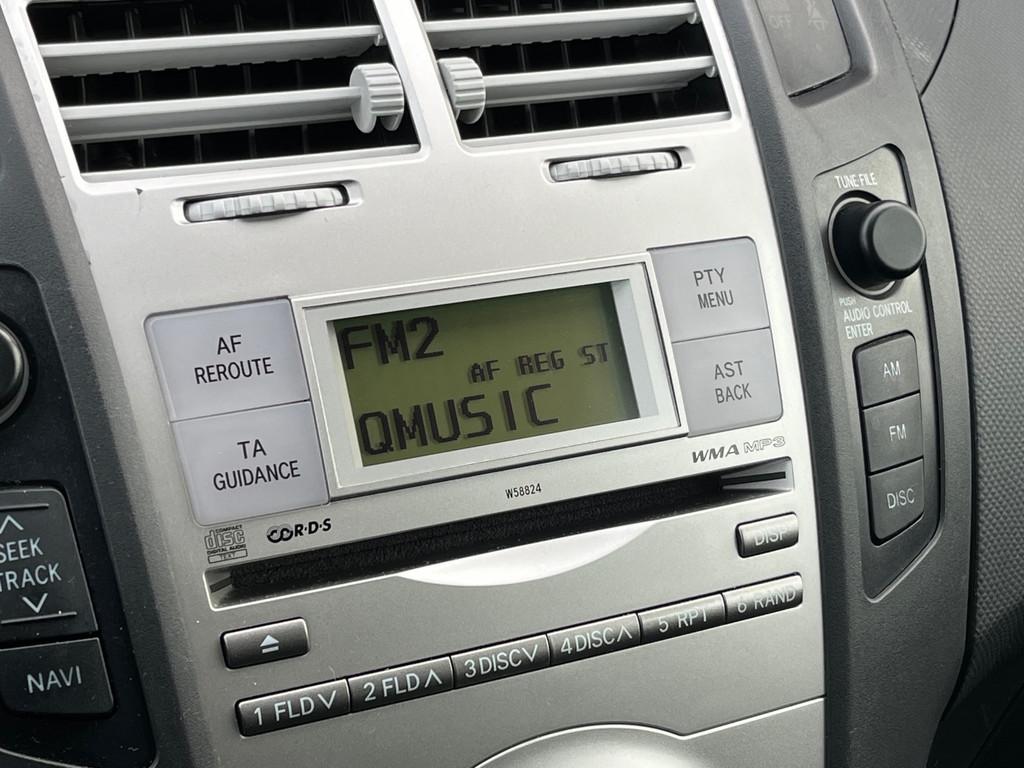 OFF
TUNE·FILE
PUSH
AUDIO CONTROL
ENTER
AM
FM
DISC
AF
REROUTE
TA
GUIDANCE
FM2
AF REG ST
QMUSIC
PTY
MENU
AST
BACK
WMA MP3
W58824
COMPACT
disc
DIGITAL AUDIO
TEXT
R·D·S
DISP
SEEK
TRACK
NAVI
1 FLD
2 FLD
3 DISC
4 DISC
5 RPT
6 RAND